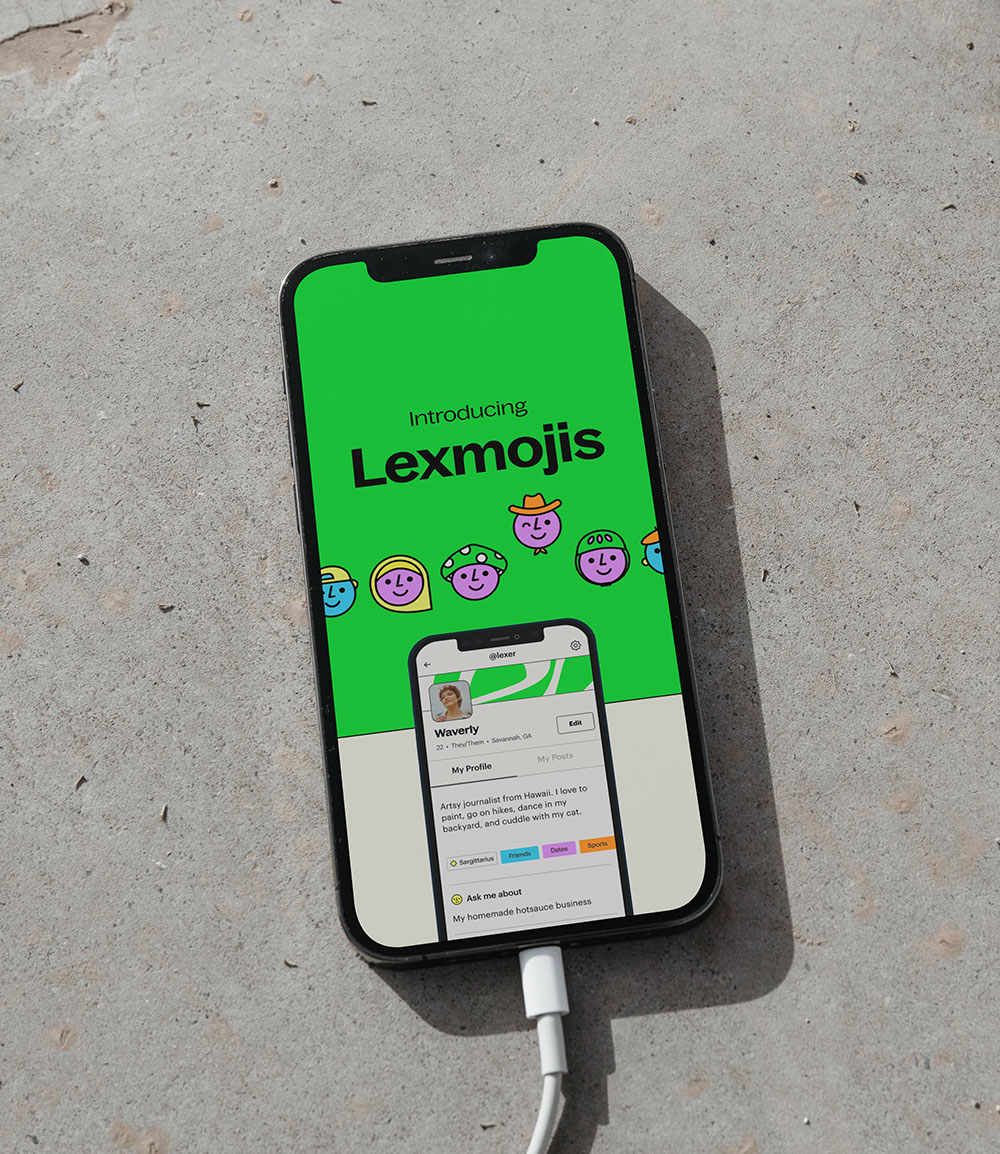 Introducing
Lexmojis
@lexer
Waverly
Edit
22 • They/Them • Savannah, GA
My Profile
My Posts
Artsy journalist from Hawaii. I love to
paint, go on hikes, dance in my
backyard, and cuddle with my cat.
Sargittarius
Friends
Dates
Sports
Ask me about
My homemade hotsauce business